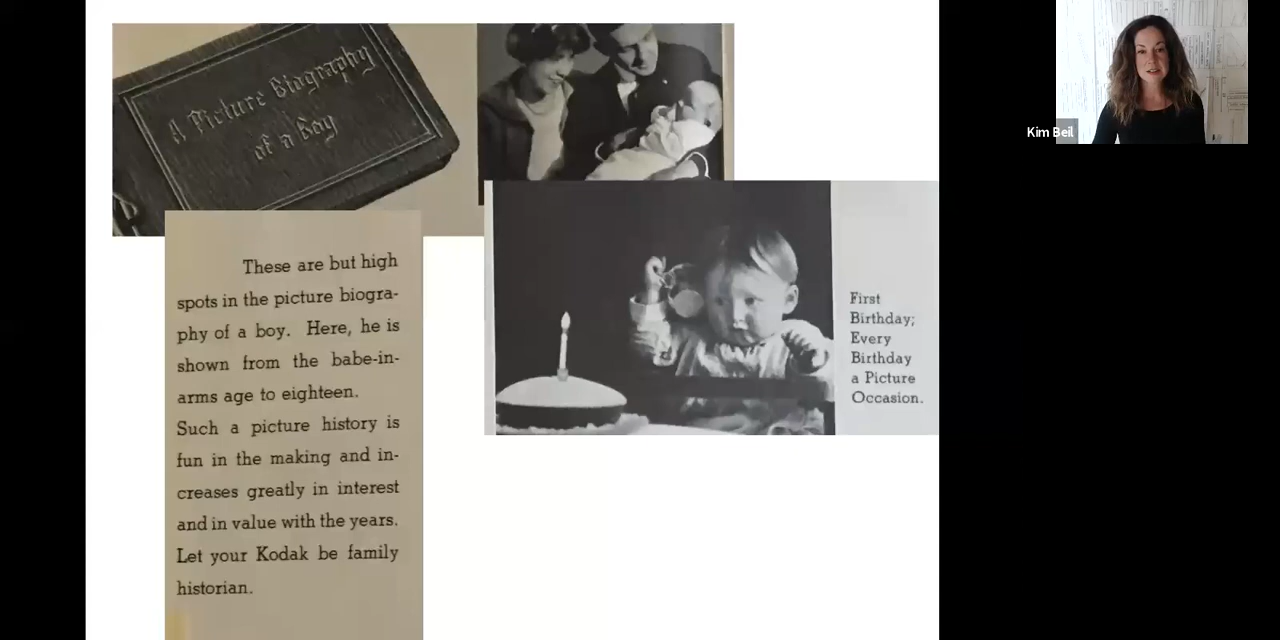 A Picture Biography
of a Boy
These are but high
spots in the picture biogra-
phy of a boy. Here, he is
shown from the babe-in-
arms age to eighteen.
Such a picture history is
fun in the making and in-
creases greatly in interest
and in value with the years.
Let your Kodak be family
historian.
First
Birthday;
Every
Birthday
a Picture
Occasion.
Kim Beil